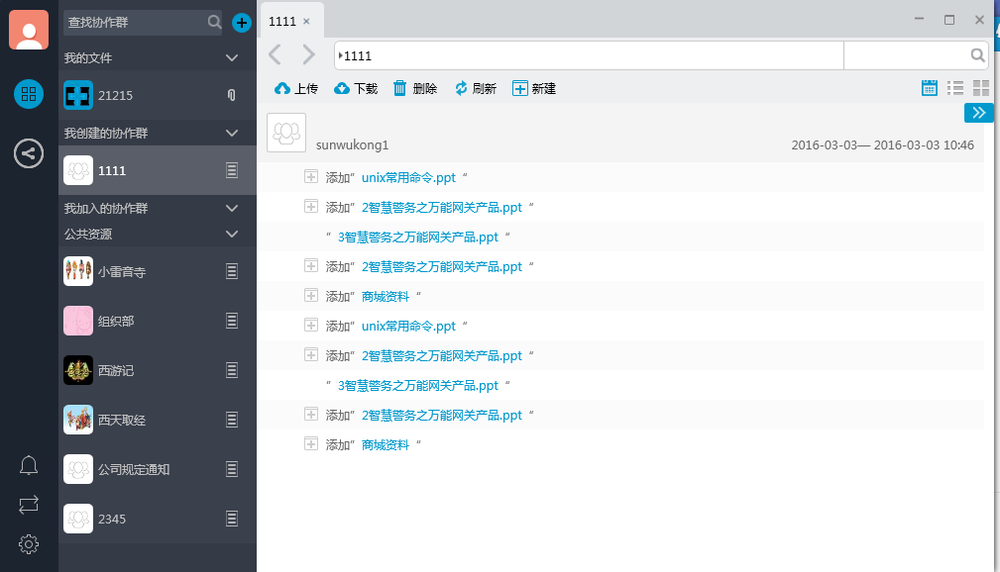 查找协作群
我的文件
21215
我创建的协作群
1111
我加入的协作群
公共资源
小雷音寺
组织部
西游记
西天取经
公司规定通知
2345
1111 ×
1111
上传 下载 删除 刷新 新建
sunwukong1 2016-03-03— 2016-03-03 10:46
添加” unix常用命令.ppt “
添加” 2智慧警务之万能网关产品.ppt “
” 3智慧警务之万能网关产品.ppt “
添加” 2智慧警务之万能网关产品.ppt “
添加” 商城资料 “
添加” unix常用命令.ppt “
添加” 2智慧警务之万能网关产品.ppt “
” 3智慧警务之万能网关产品.ppt “
添加” 2智慧警务之万能网关产品.ppt “
添加” 商城资料 “